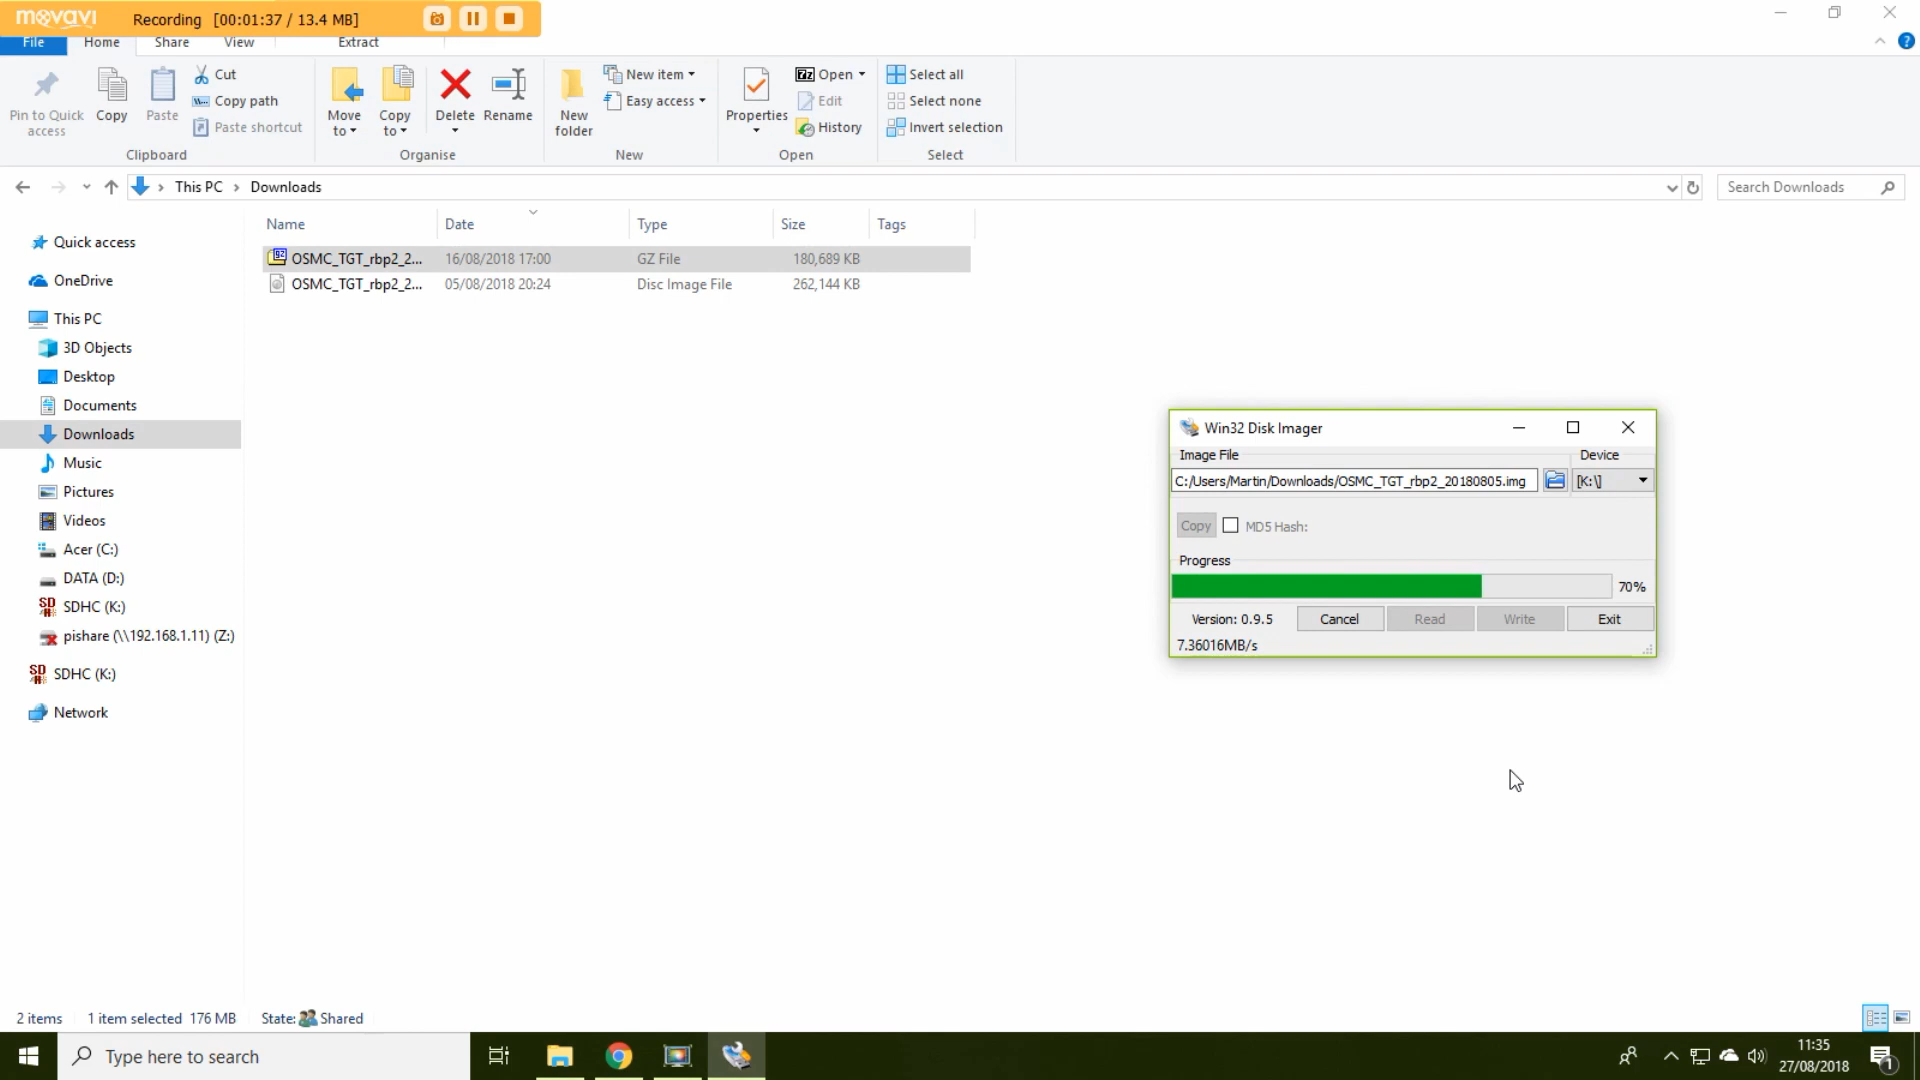 movavi Recording [00:01:37 / 13.4 MB]
File Home Share View Extract
Pin to Quick access
Copy
Paste
Cut
Copy path
Paste shortcut
Clipboard
Move to
Copy to
Delete
Rename
Organise
New folder
New item
Easy access
New
Properties
Open
Edit
History
Open
Select all
Select none
Invert selection
Select
This PC > Downloads
Search Downloads
Name Date Type Size Tags
OSMC_TGT_rbp2_2... 16/08/2018 17:00 GZ File 180,689 KB
OSMC_TGT_rbp2_2... 05/08/2018 20:24 Disc Image File 262,144 KB
Quick access
OneDrive
This PC
3D Objects
Desktop
Documents
Downloads
Music
Pictures
Videos
Acer (C:)
DATA (D:)
SDHC (K:)
pishare (\\192.168.1.11) (Z:)
SDHC (K:)
Network
Win32 Disk Imager
Image File Device
C:/Users/Martin/Downloads/OSMC_TGT_rbp2_20180805.img [K:\]
Copy MD5 Hash:
Progress
70%
Version: 0.9.5 Cancel Read Write Exit
7.36016MB/s
2 items 1 item selected 176 MB State: Shared
Type here to search
11:35
27/08/2018
1